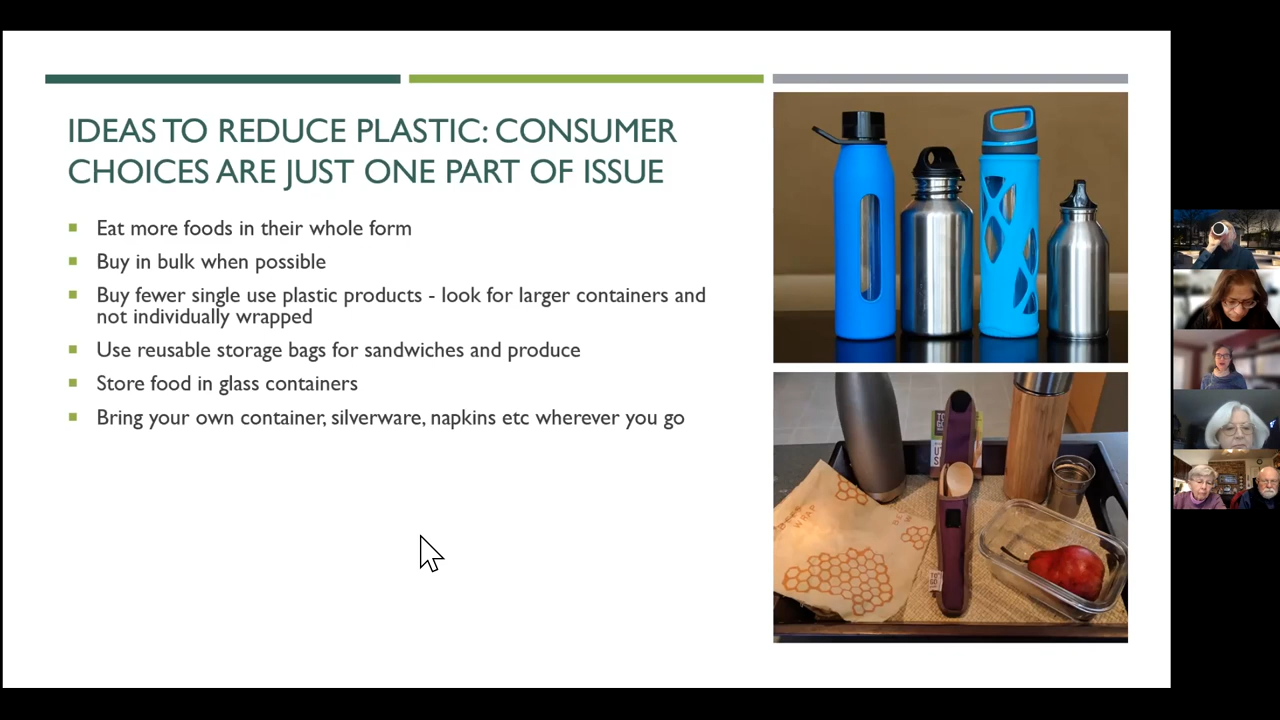 IDEAS TO REDUCE PLASTIC: CONSUMER
CHOICES ARE JUST ONE PART OF ISSUE
Eat more foods in their whole form
Buy in bulk when possible
Buy fewer single use plastic products - look for larger containers and
not individually wrapped
Use reusable storage bags for sandwiches and produce
Store food in glass containers
Bring your own container, silverware, napkins etc wherever you go
WRAP